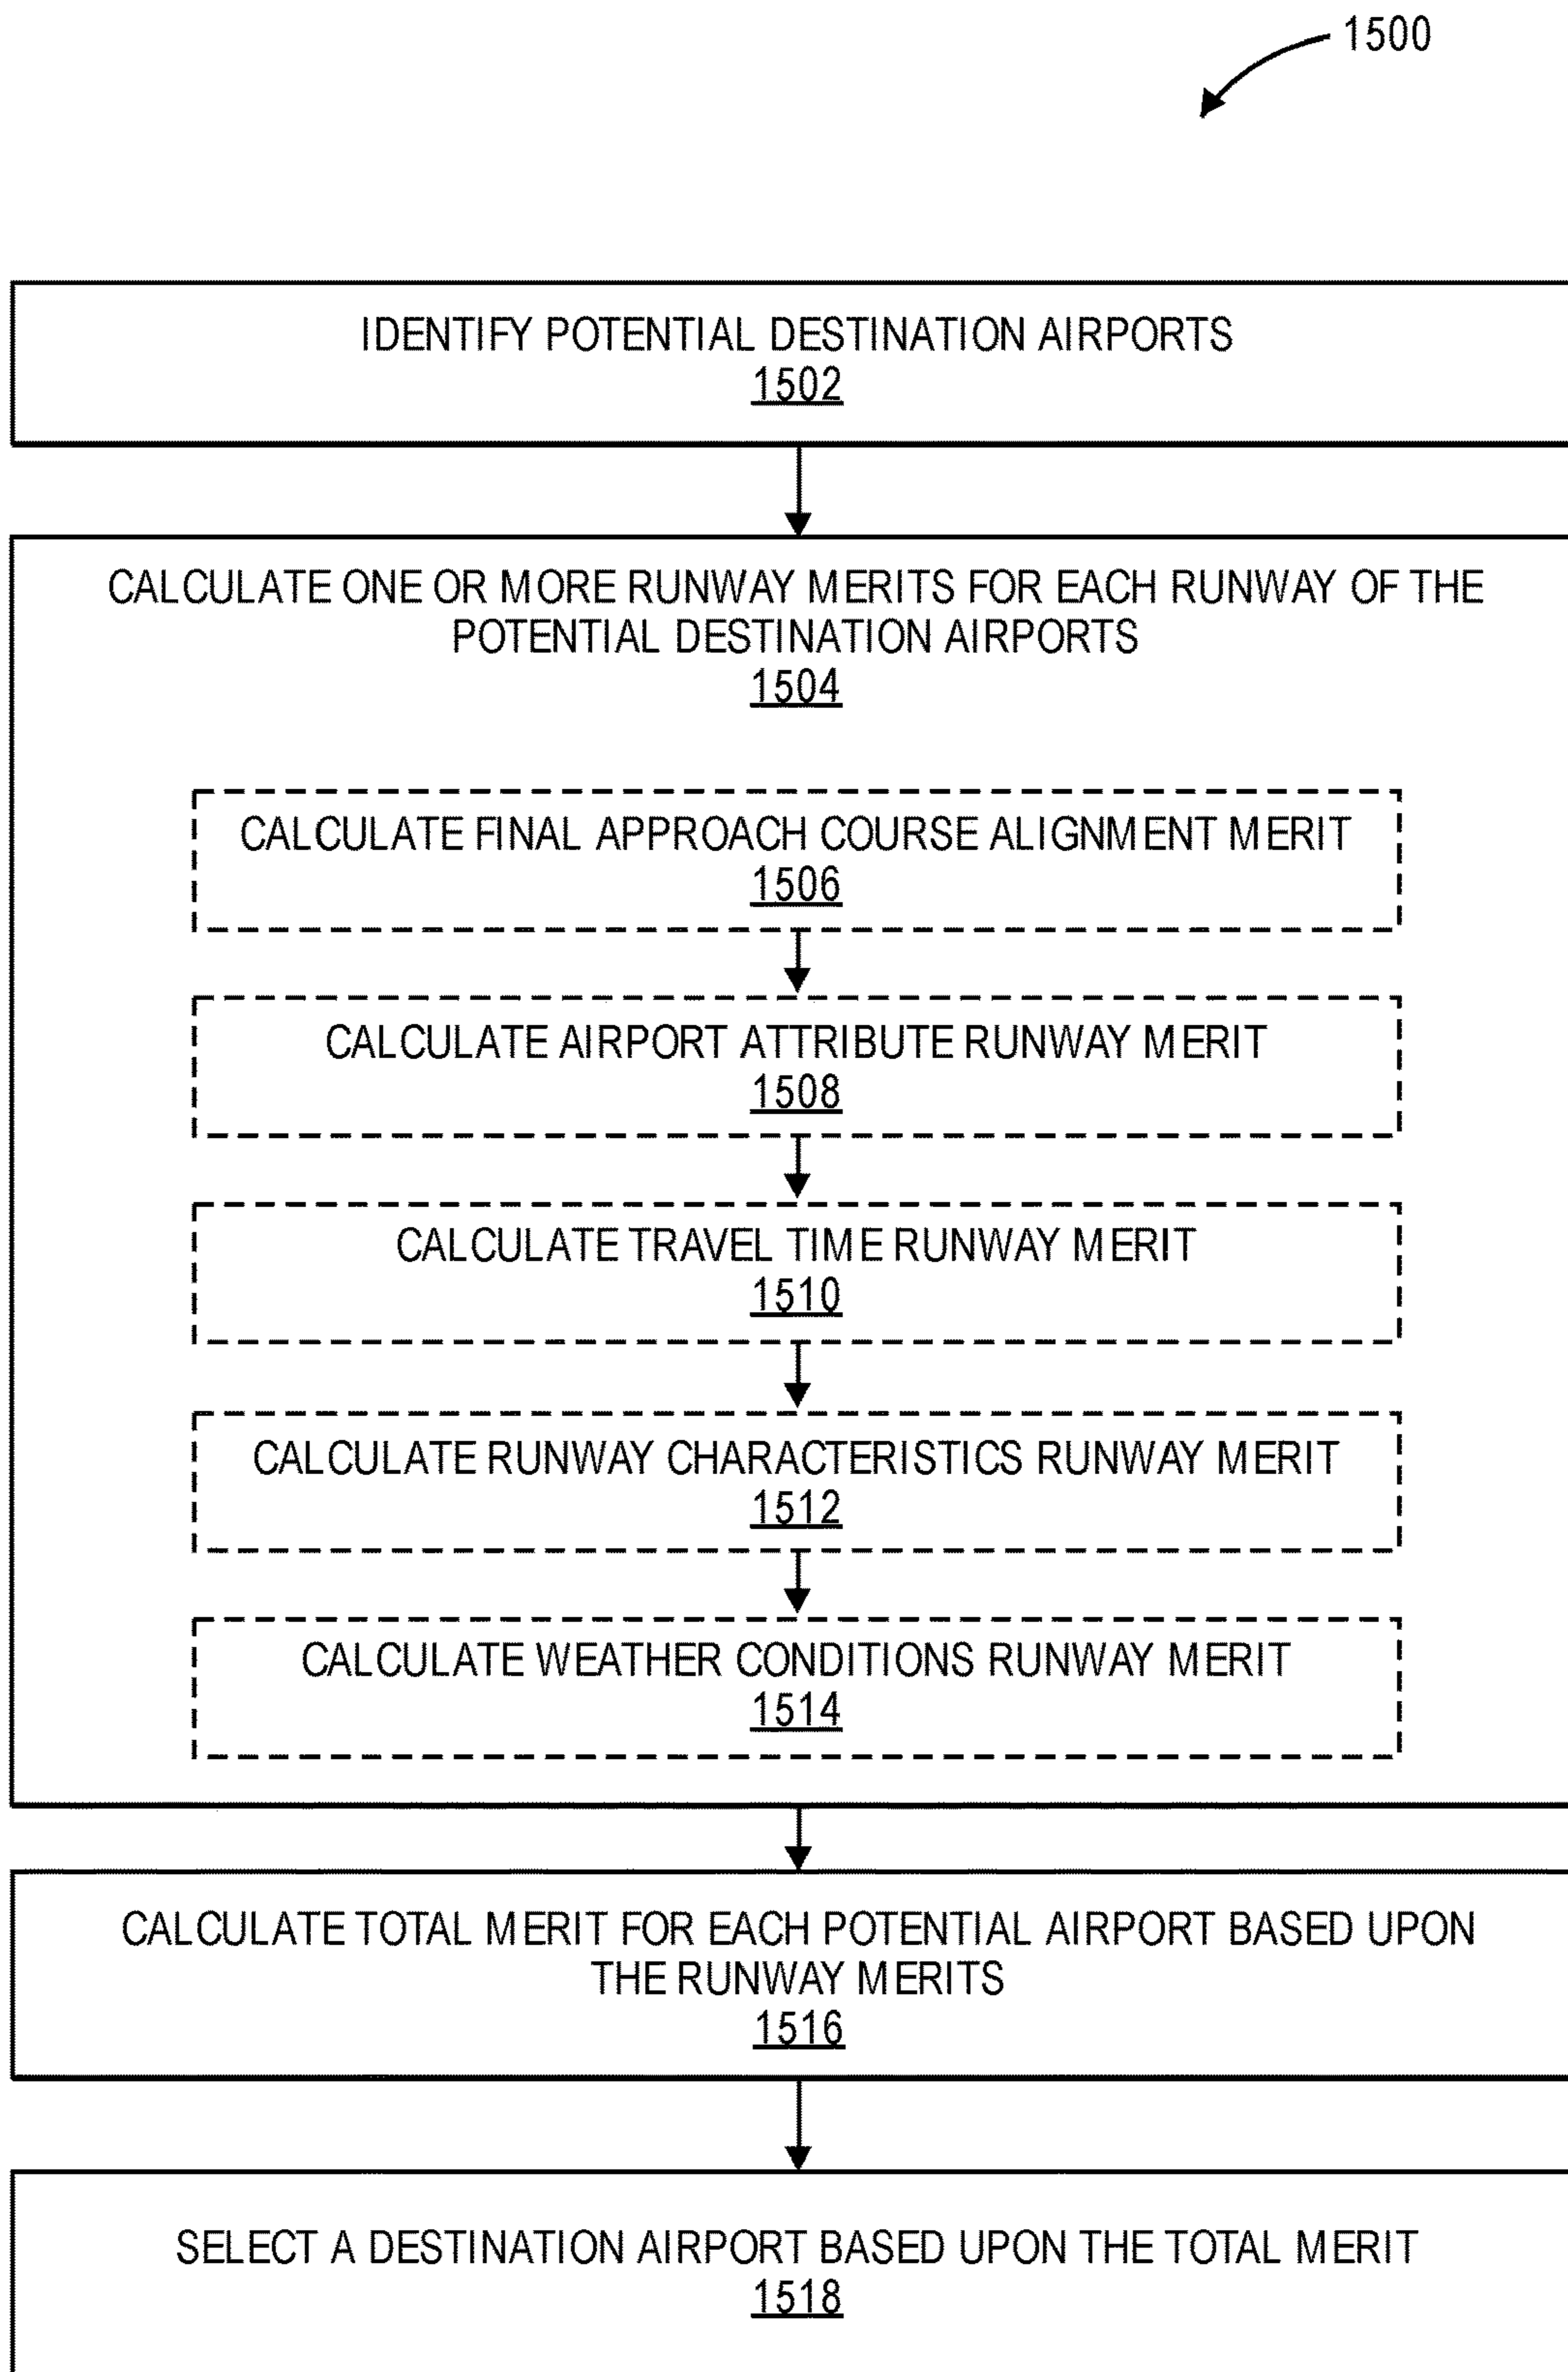 1500
IDENTIFY POTENTIAL DESTINATION AIRPORTS
1502
CALCULATE ONE OR MORE RUNWAY MERITS FOR EACH RUNWAY OF THE
POTENTIAL DESTINATION AIRPORTS
1504
CALCULATE FINAL APPROACH COURSE ALIGNMENT MERIT
1506
CALCULATE AIRPORT ATTRIBUTE RUNWAY MERIT
1508
CALCULATE TRAVEL TIME RUNWAY MERIT
1510
CALCULATE RUNWAY CHARACTERISTICS RUNWAY MERIT
1512
CALCULATE WEATHER CONDITIONS RUNWAY MERIT
1514
CALCULATE TOTAL MERIT FOR EACH POTENTIAL AIRPORT BASED UPON
THE RUNWAY MERITS
1516
SELECT A DESTINATION AIRPORT BASED UPON THE TOTAL MERIT
1518